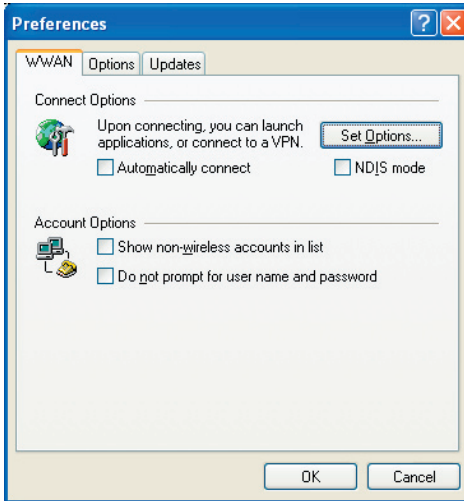 Preferences
?
X
WWAN
Options
Updates
Connect Options
Upon connecting, you can launch
applications, or connect to a VPN.
Set Options...
Automatically connect
NDIS mode
Account Options
Show non-wireless accounts in list
Do not prompt for user name and password
OK
Cancel